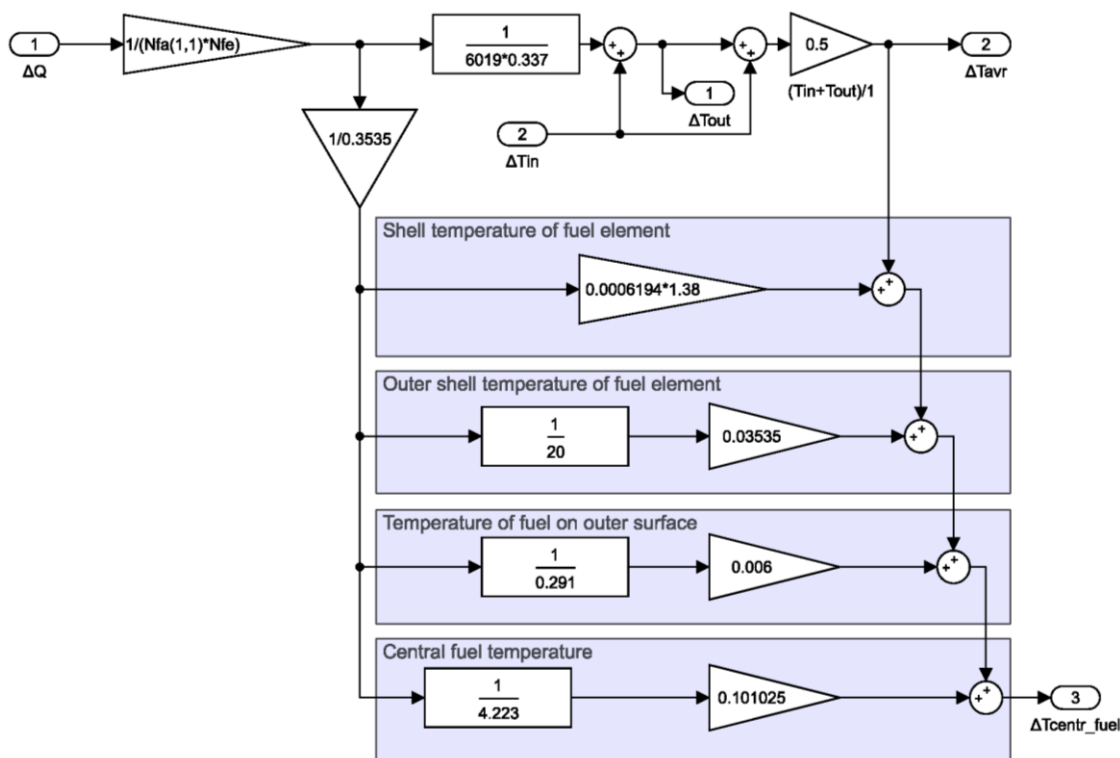 1
ΔQ
1/(Nfa(1,1)*Nfe)
1
6019*0.337
+
+
+
+
0.5
(Tin+Tout)/1
2
ΔTavr
1
ΔTout
2
ΔTin
1/0.3535
Shell temperature of fuel element
0.0006194*1.38
+
+
Outer shell temperature of fuel element
1
20
0.03535
+
+
Temperature of fuel on outer surface
1
0.291
0.006
+
+
Central fuel temperature
1
4.223
0.101025
+
+
3
ΔTcentr_fuel